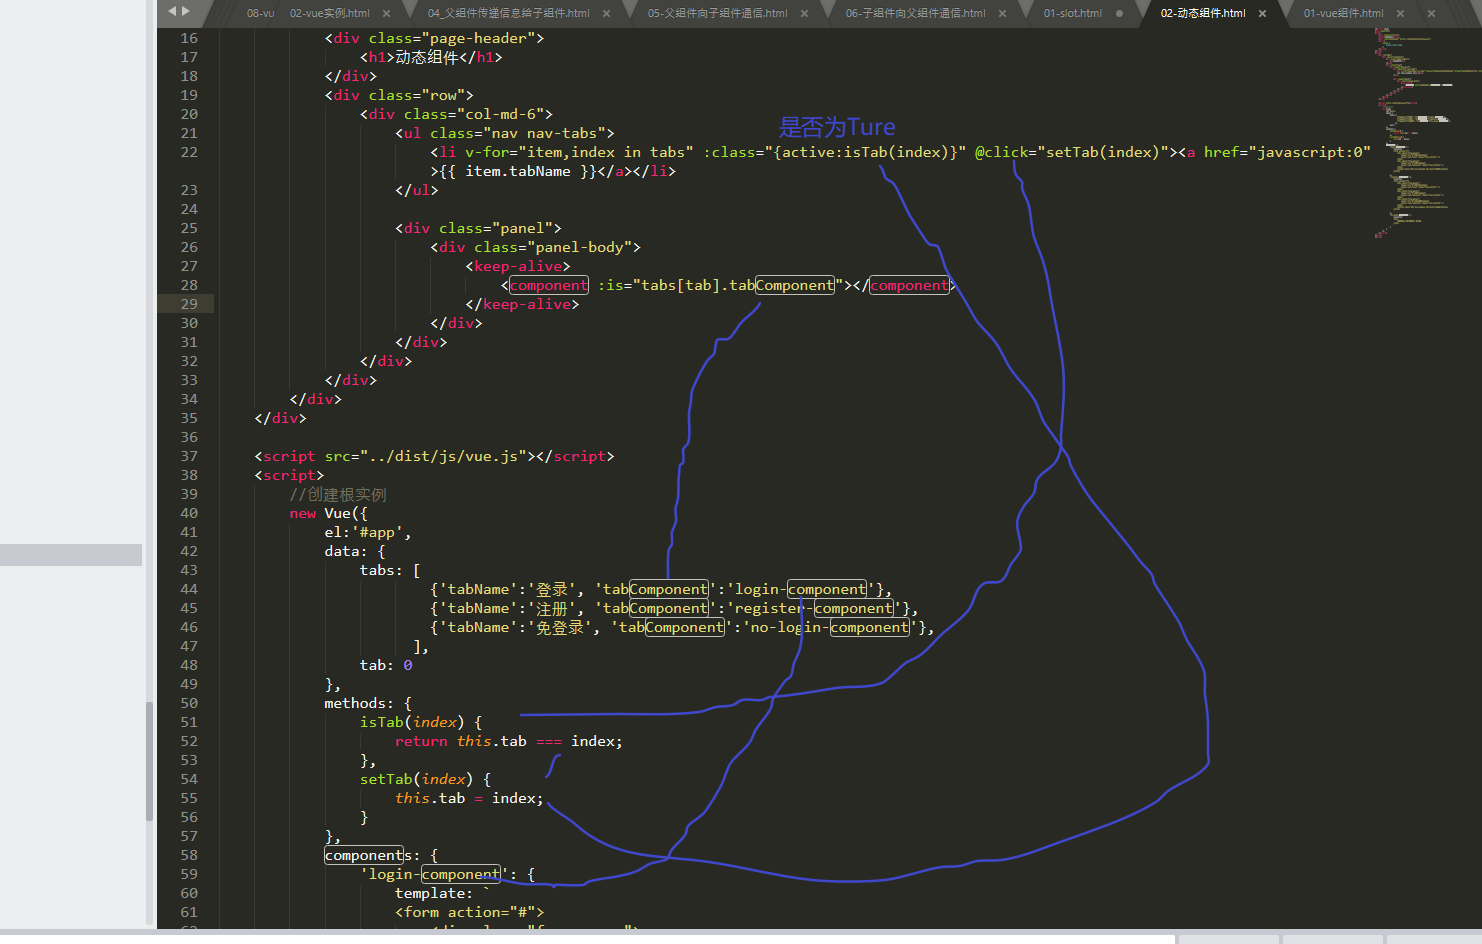 08-vu 02-vue实例.html × 04_父组件传递信息给子组件.html × 05-父组件向子组件通信.html × 06-子组件向父组件通信.html × 01-slot.html ● 02-动态组件.html × 01-vue组件.html × ×
16 <div class="page-header">
17 <h1>动态组件</h1>
18 </div>
19 <div class="row">
20 <div class="col-md-6">
21 <ul class="nav nav-tabs">
是否为Ture
22 <li v-for="item,index in tabs" :class="{active:isTab(index)}" @click="setTab(index)"><a href="javascript:0"
>{{ item.tabName }}</a></li>
23 </ul>
24
25 <div class="panel">
26 <div class="panel-body">
27 <keep-alive>
28 <component :is="tabs[tab].tabComponent"></component>
29 </keep-alive>
30 </div>
31 </div>
32 </div>
33 </div>
34 </div>
35 </div>
36
37 <script src="../dist/js/vue.js"></script>
38 <script>
39 //创建根实例
40 new Vue({
41 el:'#app',
42 data: {
43 tabs: [
44 {'tabName':'登录', 'tabComponent':'login-component'},
45 {'tabName':'注册', 'tabComponent':'register-component'},
46 {'tabName':'免登录', 'tabComponent':'no-login-component'},
47 ],
48 tab: 0
49 },
50 methods: {
51 isTab(index) {
52 return this.tab === index;
53 },
54 setTab(index) {
55 this.tab = index;
56 }
57 },
58 components: {
59 'login-component': {
60 template: `
61 <form action="#">